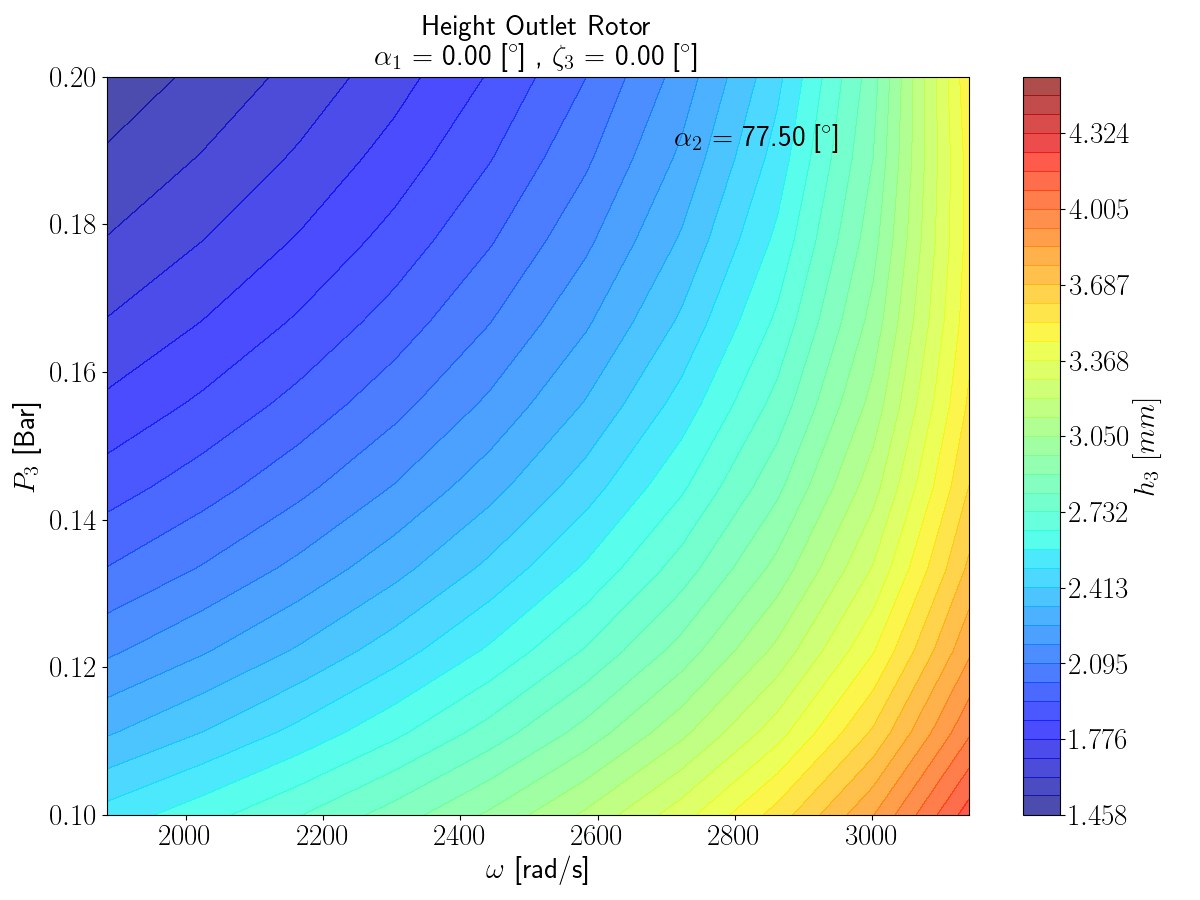 Height Outlet Rotor
α₁ = 0.00 [°] , ζ₃ = 0.00 [°]
α₂ = 77.50 [°]
0.20
0.18
0.16
0.14
0.12
0.10
P₃ [Bar]
2000 2200 2400 2600 2800 3000
ω [rad/s]
4.324
4.005
3.687
3.368
3.050
2.732
2.413
2.095
1.776
1.458
h₃ [mm]